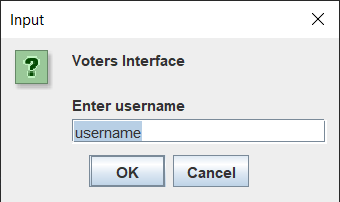 Input
Voters Interface
Enter username
username
OK
Cancel